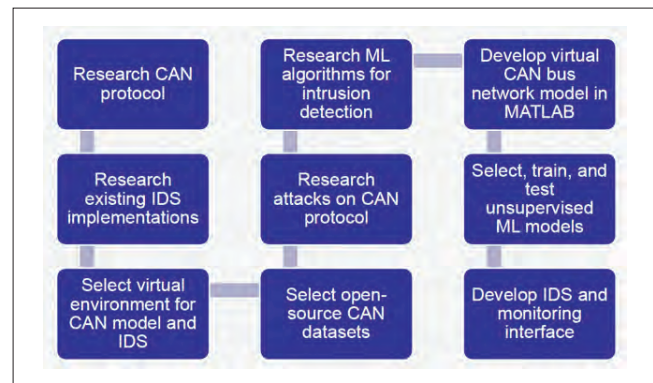 Research CAN
protocol
Research
existing IDS
implementations
Select virtual
environment for
CAN model and
IDS
Select open-
source CAN
datasets
Research
attacks on CAN
protocol
Research ML
algorithms for
intrusion
detection
Develop virtual
CAN bus
network model in
MATLAB
Select, train, and
test
unsupervised
ML models
Develop IDS and
monitoring
interface